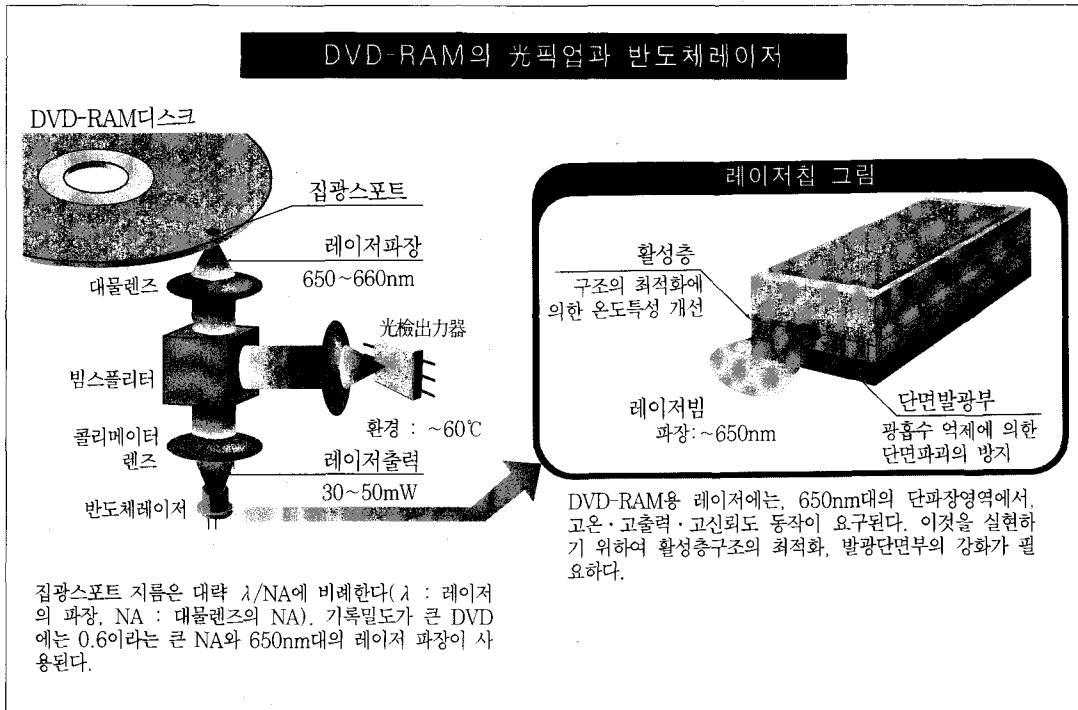 DVD-RAM의 光픽업과 반도체레이저
DVD-RAM디스크
집광스포트
레이저파장
650~660nm
대물렌즈
光檢出力器
빔스플리터
환경 : ~60℃
콜리메이터
렌즈
레이저출력
30~50mW
반도체레이저
집광스포트 지름은 대략 λ/NA에 비례한다(λ : 레이저
의 파장, NA : 대물렌즈의 NA). 기록밀도가 큰 DVD
에는 0.6이라는 큰 NA와 650nm대의 레이저 파장이 사
용된다.
레이저칩 그림
활성층
구조의 최적화에
의한 온도특성 개선
레이저빔
파장:~650nm
단면발광부
광흡수 억제에 의한
단면파괴의 방지
DVD-RAM용 레이저에는, 650nm대의 단파장영역에서,
고온·고출력·고신뢰도 동작이 요구된다. 이것을 실현하
기 위하여 활성층구조의 최적화, 발광단면부의 강화가 필
요하다.